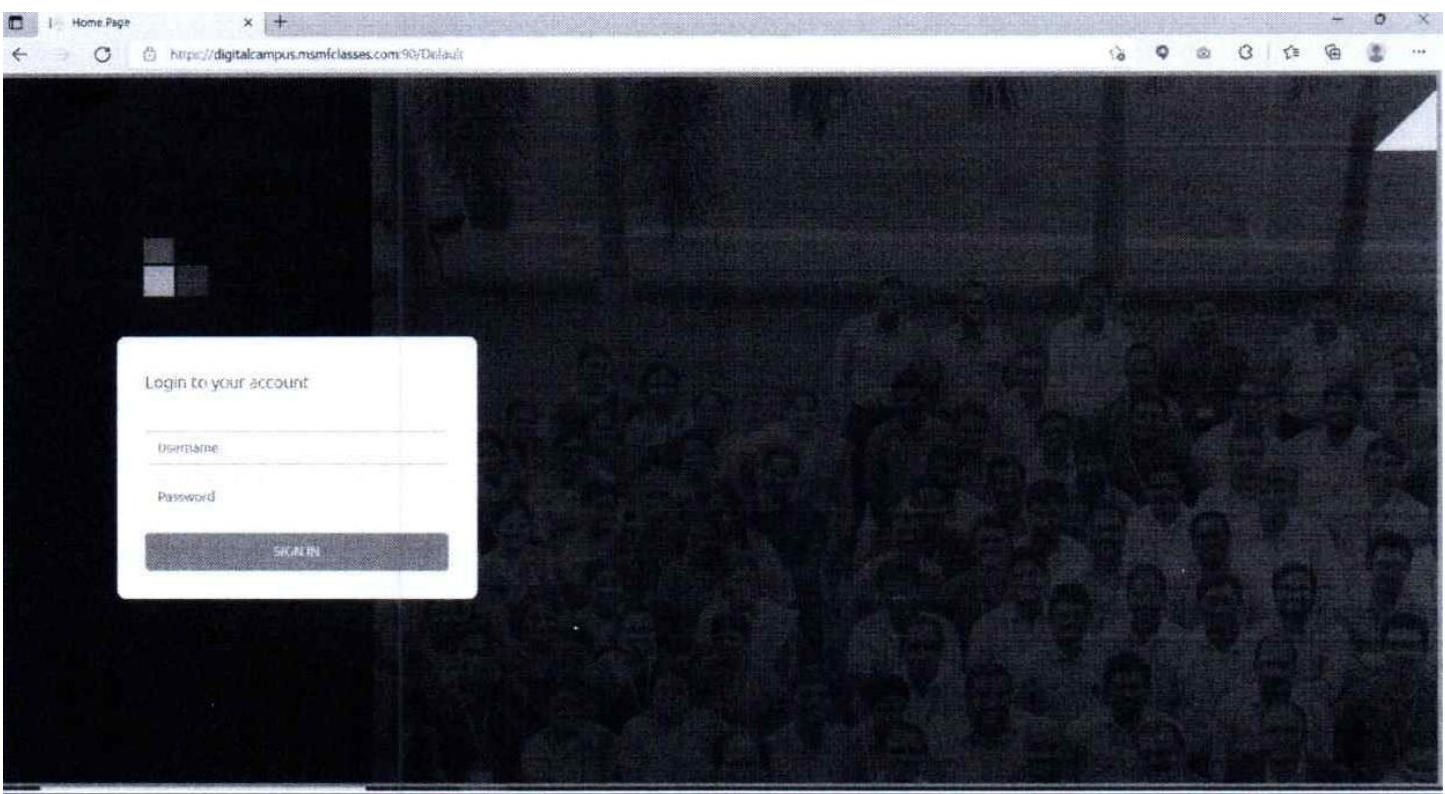 Home Page
https://digitalcampus.msmfclasses.com:90/Default
Login to your account
Username
Password
SIGN IN